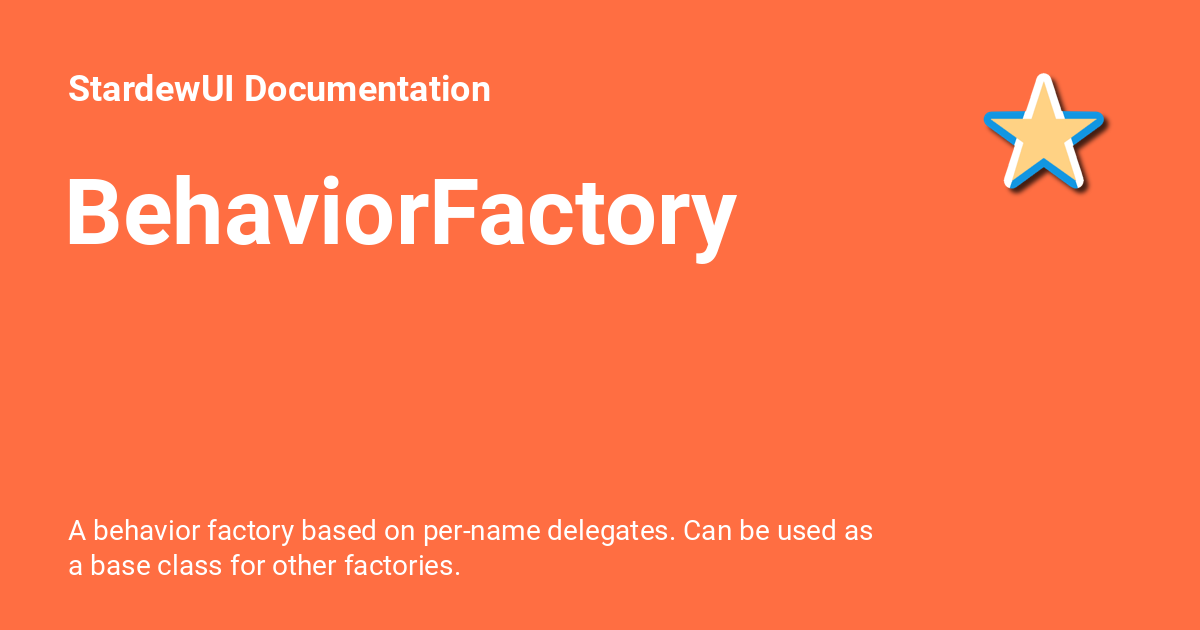 StardewUI Documentation
BehaviorFactory
A behavior factory based on per-name delegates. Can be used as
a base class for other factories.